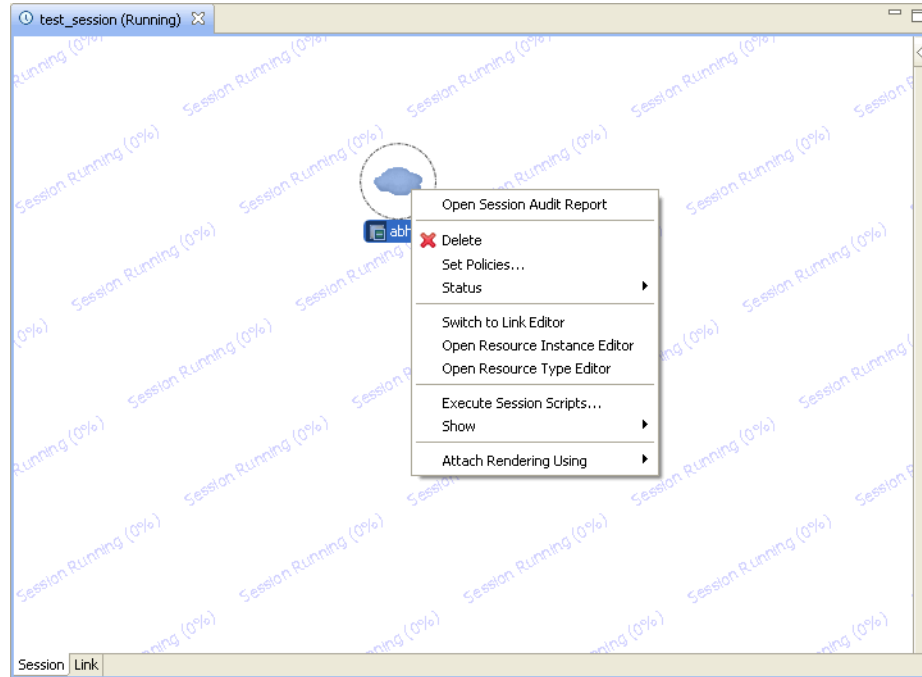 test_session (Running)
Session Running (0%)
Open Session Audit Report
abh
Delete
Set Policies...
Status
Switch to Link Editor
Open Resource Instance Editor
Open Resource Type Editor
Execute Session Scripts...
Show
Attach Rendering Using
Session
Link